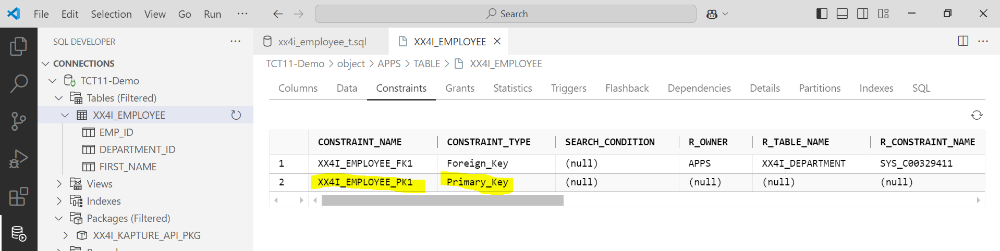 File Edit Selection View Go Run ··· Search
SQL DEVELOPER ···
CONNECTIONS
TCT11-Demo
Tables (Filtered)
XX4I_EMPLOYEE
EMP_ID
DEPARTMENT_ID
FIRST_NAME
Views
Indexes
Packages (Filtered)
XX4I_KAPTURE_API_PKG
xx4i_employee_t.sql XX4I_EMPLOYEE ···
TCT11-Demo > object > APPS > TABLE > XX4I_EMPLOYEE
Columns Data Constraints Grants Statistics Triggers Flashback Dependencies Details Partitions Indexes SQL
CONSTRAINT_NAME CONSTRAINT_TYPE SEARCH_CONDITION R_OWNER R_TABLE_NAME R_CONSTRAINT_NAME
1 XX4I_EMPLOYEE_FK1 Foreign_Key (null) APPS XX4I_DEPARTMENT SYS_C00329411
2 XX4I_EMPLOYEE_PK1 Primary_Key (null) (null) (null) (null)